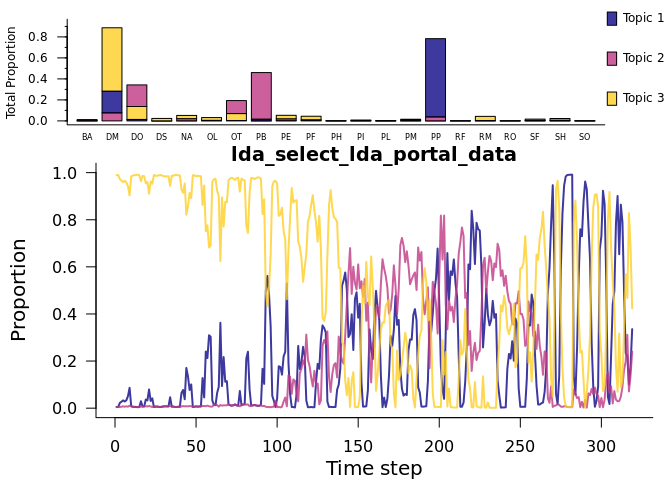 Total Proportion
0.8
0.6
0.4
0.2
0.0
BA DM DO DS NA OL OT PB PE PF PH PI PL PM PP RF RM RO SF SH SO
Topic 1
Topic 2
Topic 3
lda_select_lda_portal_data
Proportion
1.0
0.8
0.6
0.4
0.2
0.0
0 50 100 150 200 250 300
Time step